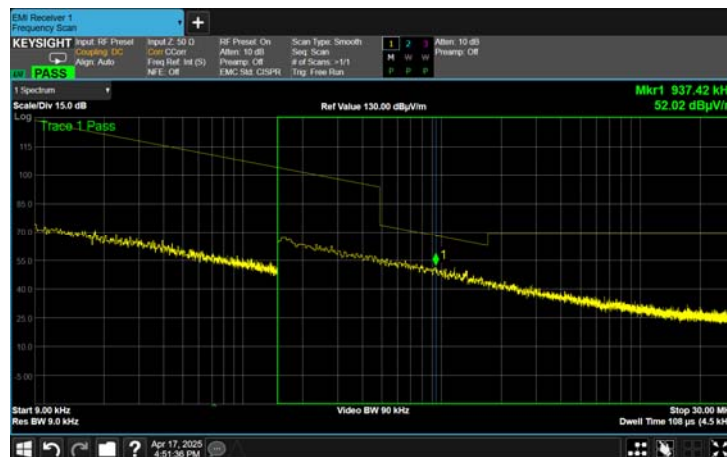 EMI Receiver 1
Frequency Scan
+
KEYSIGHT Input: RF Preset Input Z: 50 Ω RF Preset: On Scan Type: Smooth 1 2 3 Atten: 10 dB
Coupling: DC Corr CCorr Atten: 10 dB Seq: Scan M W W Preamp: Off
Align: Auto Freq Ref: Int (S) Preamp: Off # of Scans: >1/1 P P P
NFE: Off EMC Std: CISPR Trig: Free Run
PASS
1 Spectrum Mkr1 937.42 kH
Scale/Div 15.0 dB Ref Value 130.00 dBµV/m 52.02 dBµV/
Log
Trace 1 Pass
115
100
85.0
70.0
1
55.0
40.0
25.0
10.0
-5.00
Start 9.00 kHz Video BW 90 kHz Stop 30.00 M
Res BW 9.0 kHz Dwell Time 108 µs (4.5 k
? Apr 17, 2025
4:51:36 PM